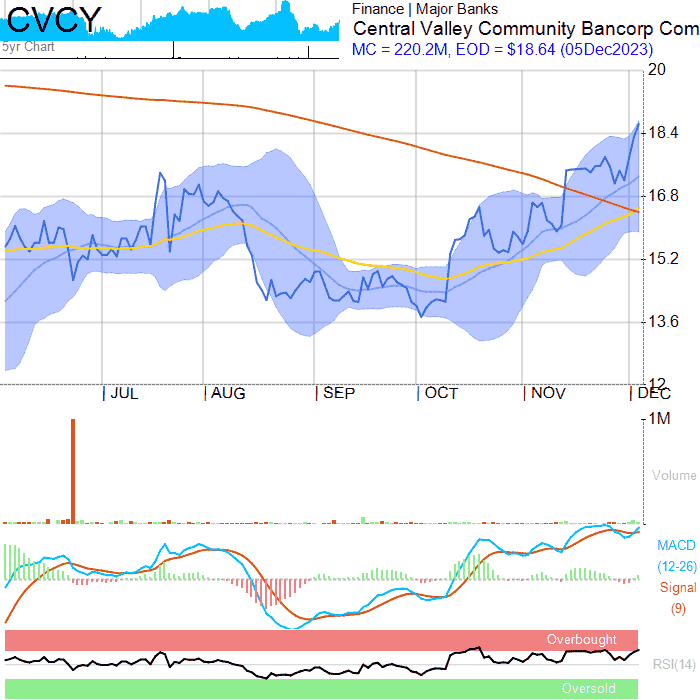 CVCY
5yr Chart
Finance | Major Banks
Central Valley Community Bancorp Com
MC = 220.2M, EOD = $18.64 (05Dec2023)
20
18.4
16.8
15.2
13.6
12
JUL
AUG
SEP
OCT
NOV
DEC
1M
Volume
MACD
(12-26)
Signal
(9)
Overbought
RSI(14)
Oversold